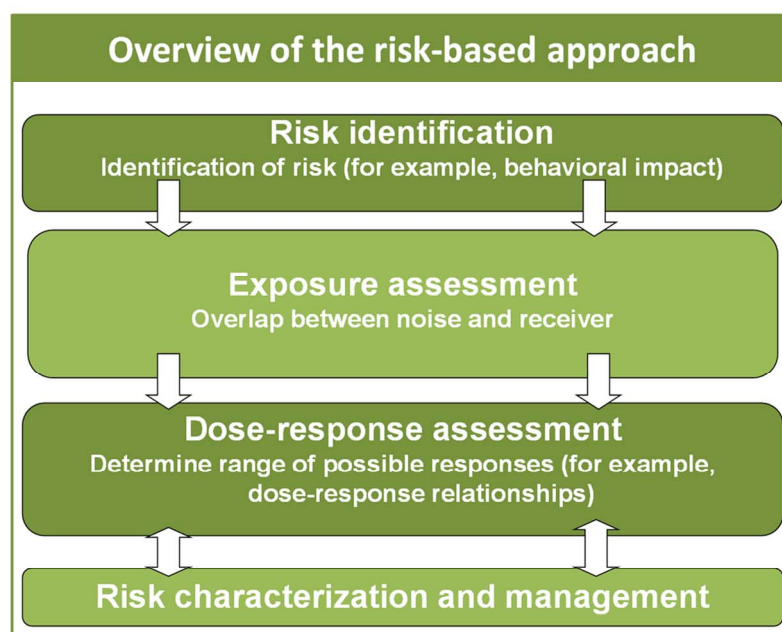 Overview of the risk-based approach
Risk identification
Identification of risk (for example, behavioral impact)
Exposure assessment
Overlap between noise and receiver
Dose-response assessment
Determine range of possible responses (for example,
dose-response relationships)
Risk characterization and management